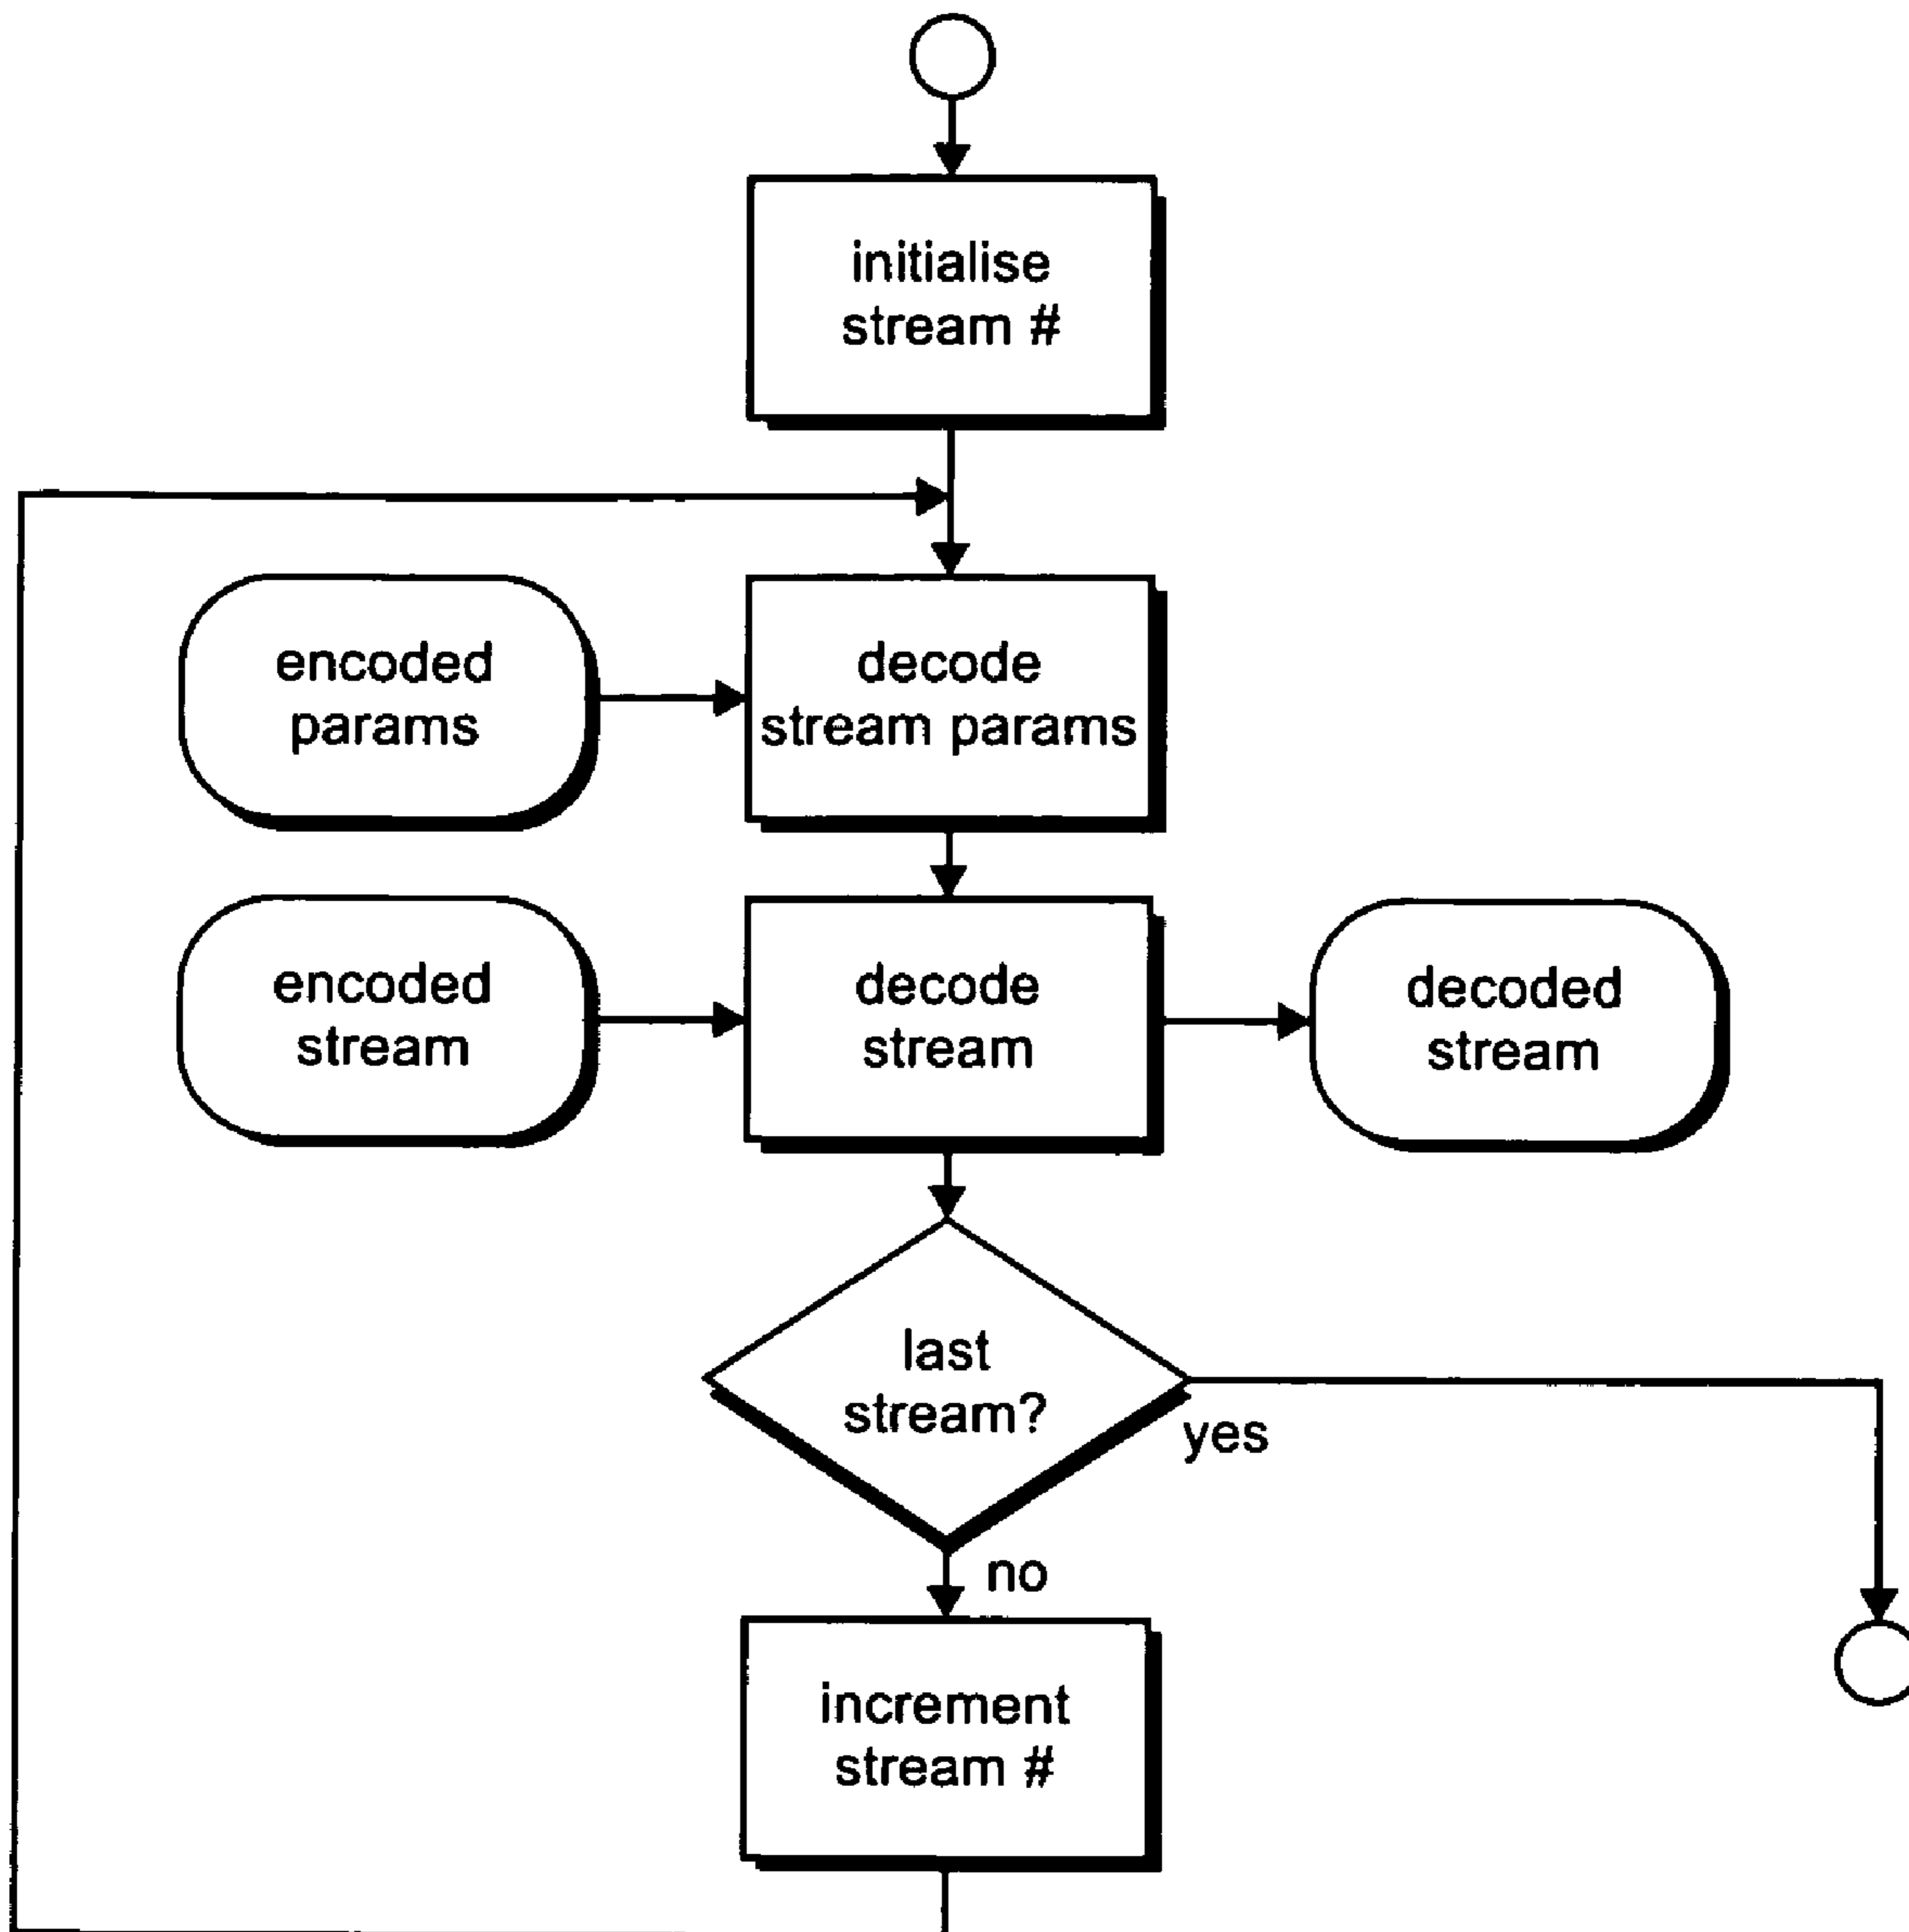 initialise
stream #
encoded
params
decode
stream params
encoded
stream
decode
stream
decoded
stream
last
stream?
yes
no
increment
stream #